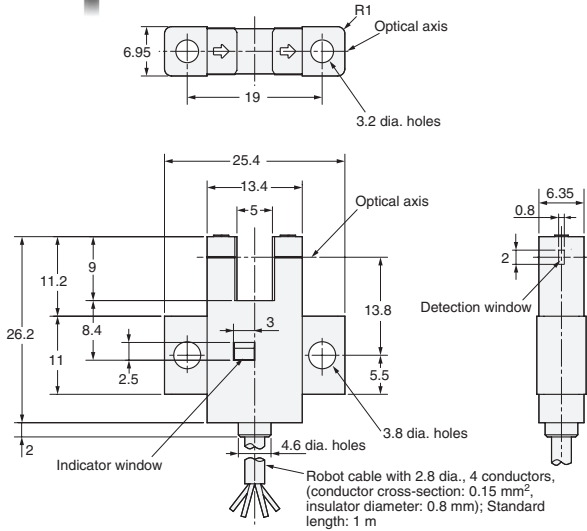 R1
Optical axis
6.95
19
3.2 dia. holes
25.4
13.4
5
Optical axis
6.35
0.8
2
9
11.2
13.8
Detection window
26.2
8.4
3
11
2.5
5.5
2
3.8 dia. holes
4.6 dia. holes
Indicator window
Robot cable with 2.8 dia., 4 conductors,
(conductor cross-section: 0.15 mm²,
insulator diameter: 0.8 mm); Standard
length: 1 m